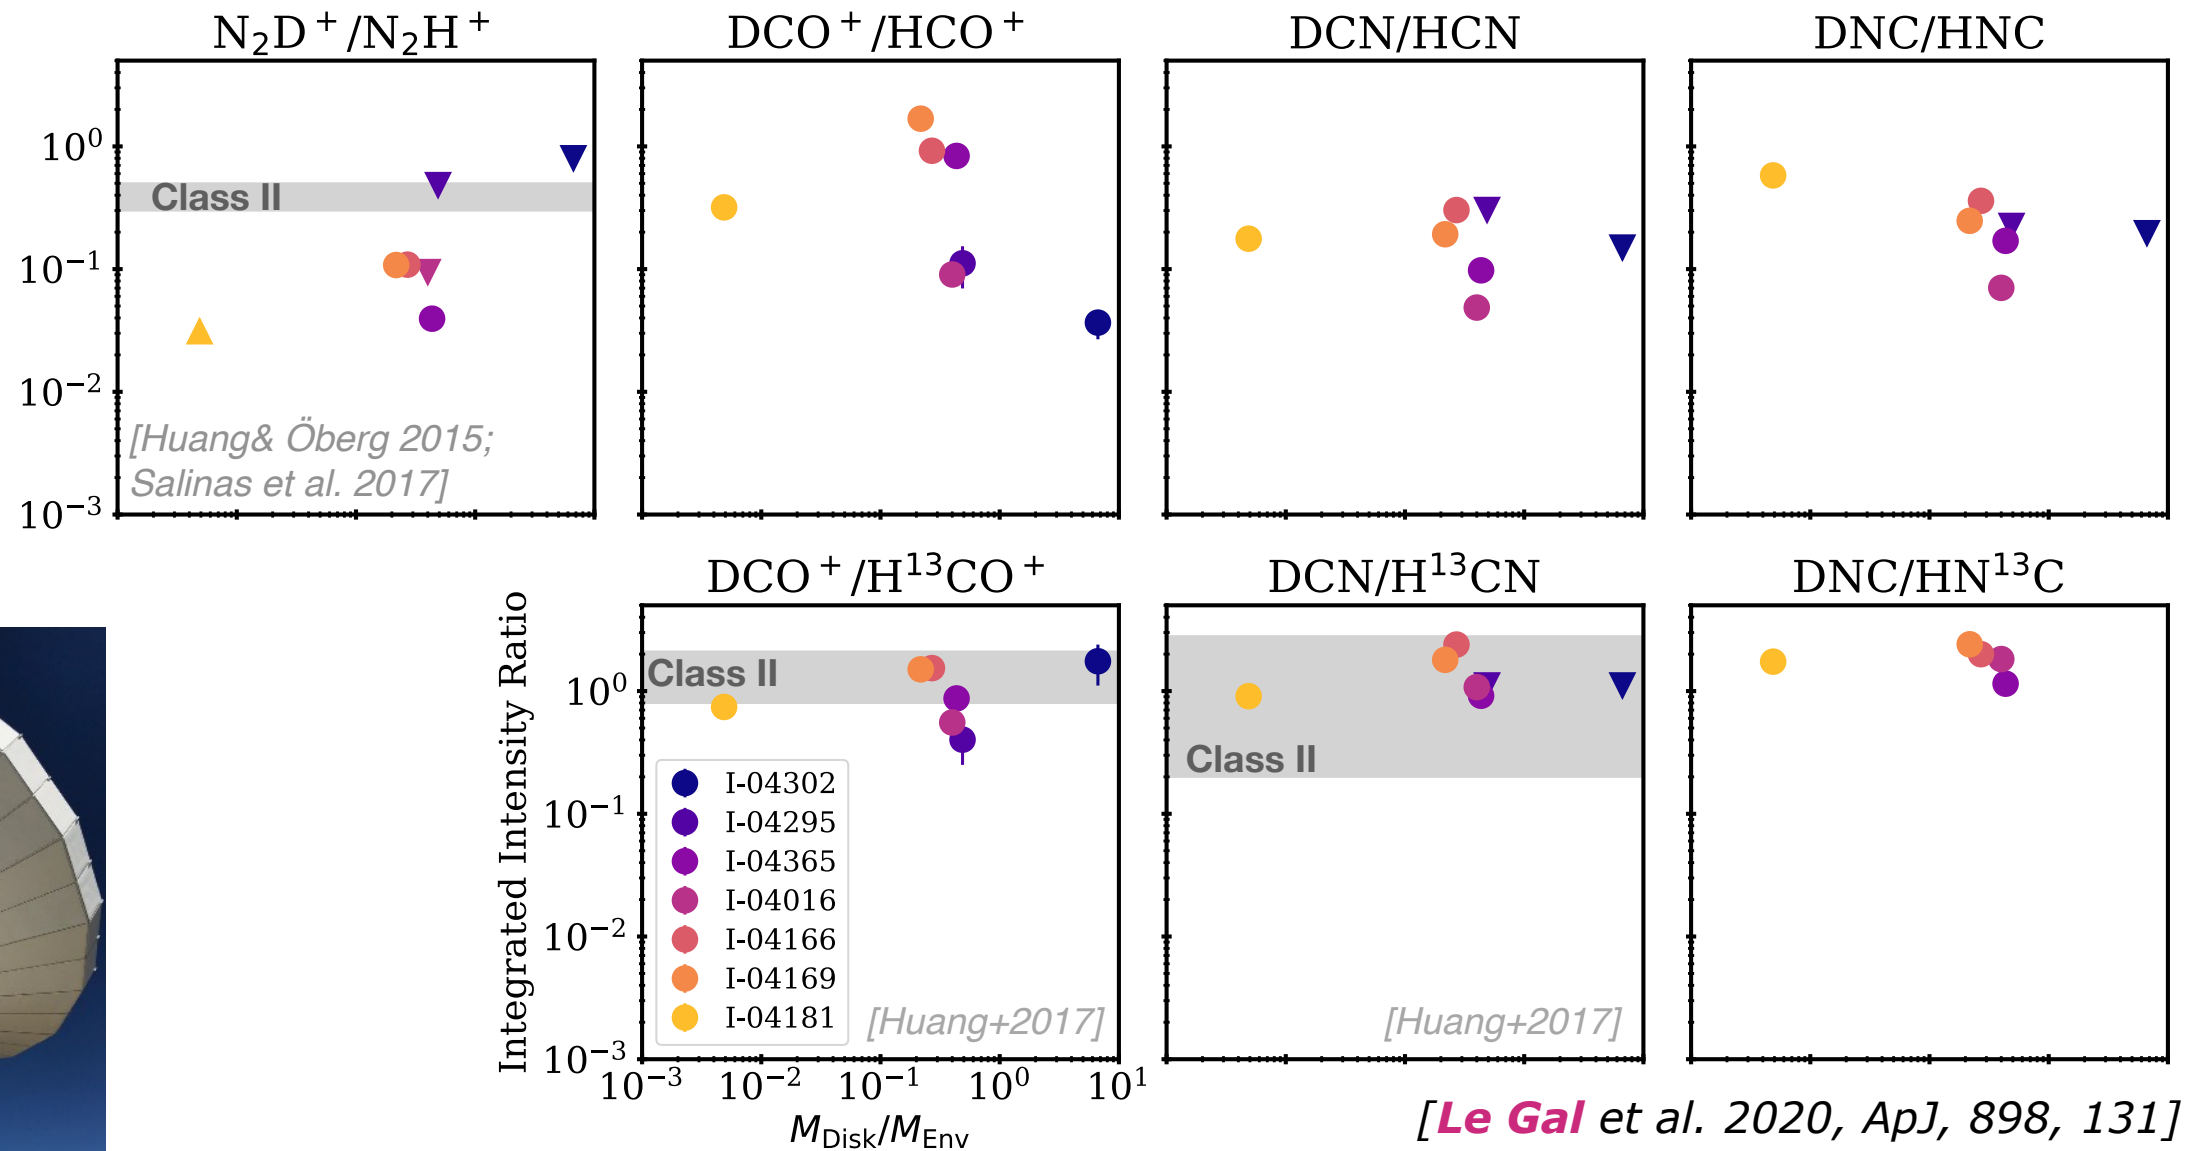 N₂D⁺/N₂H⁺
DCO⁺/HCO⁺
DCN/HCN
DNC/HNC
10⁰
10⁻¹
10⁻²
10⁻³
Class II
[Huang& Öberg 2015;
Salinas et al. 2017]
DCO⁺/H¹³CO⁺
DCN/H¹³CN
DNC/HN¹³C
Integrated Intensity Ratio
10⁰
10⁻¹
10⁻²
10⁻³
Class II
I-04302
I-04295
I-04365
I-04016
I-04166
I-04169
I-04181
[Huang+2017]
Class II
[Huang+2017]
10⁻³ 10⁻² 10⁻¹ 10⁰ 10¹
M_Disk/M_Env
[Le Gal et al. 2020, ApJ, 898, 131]